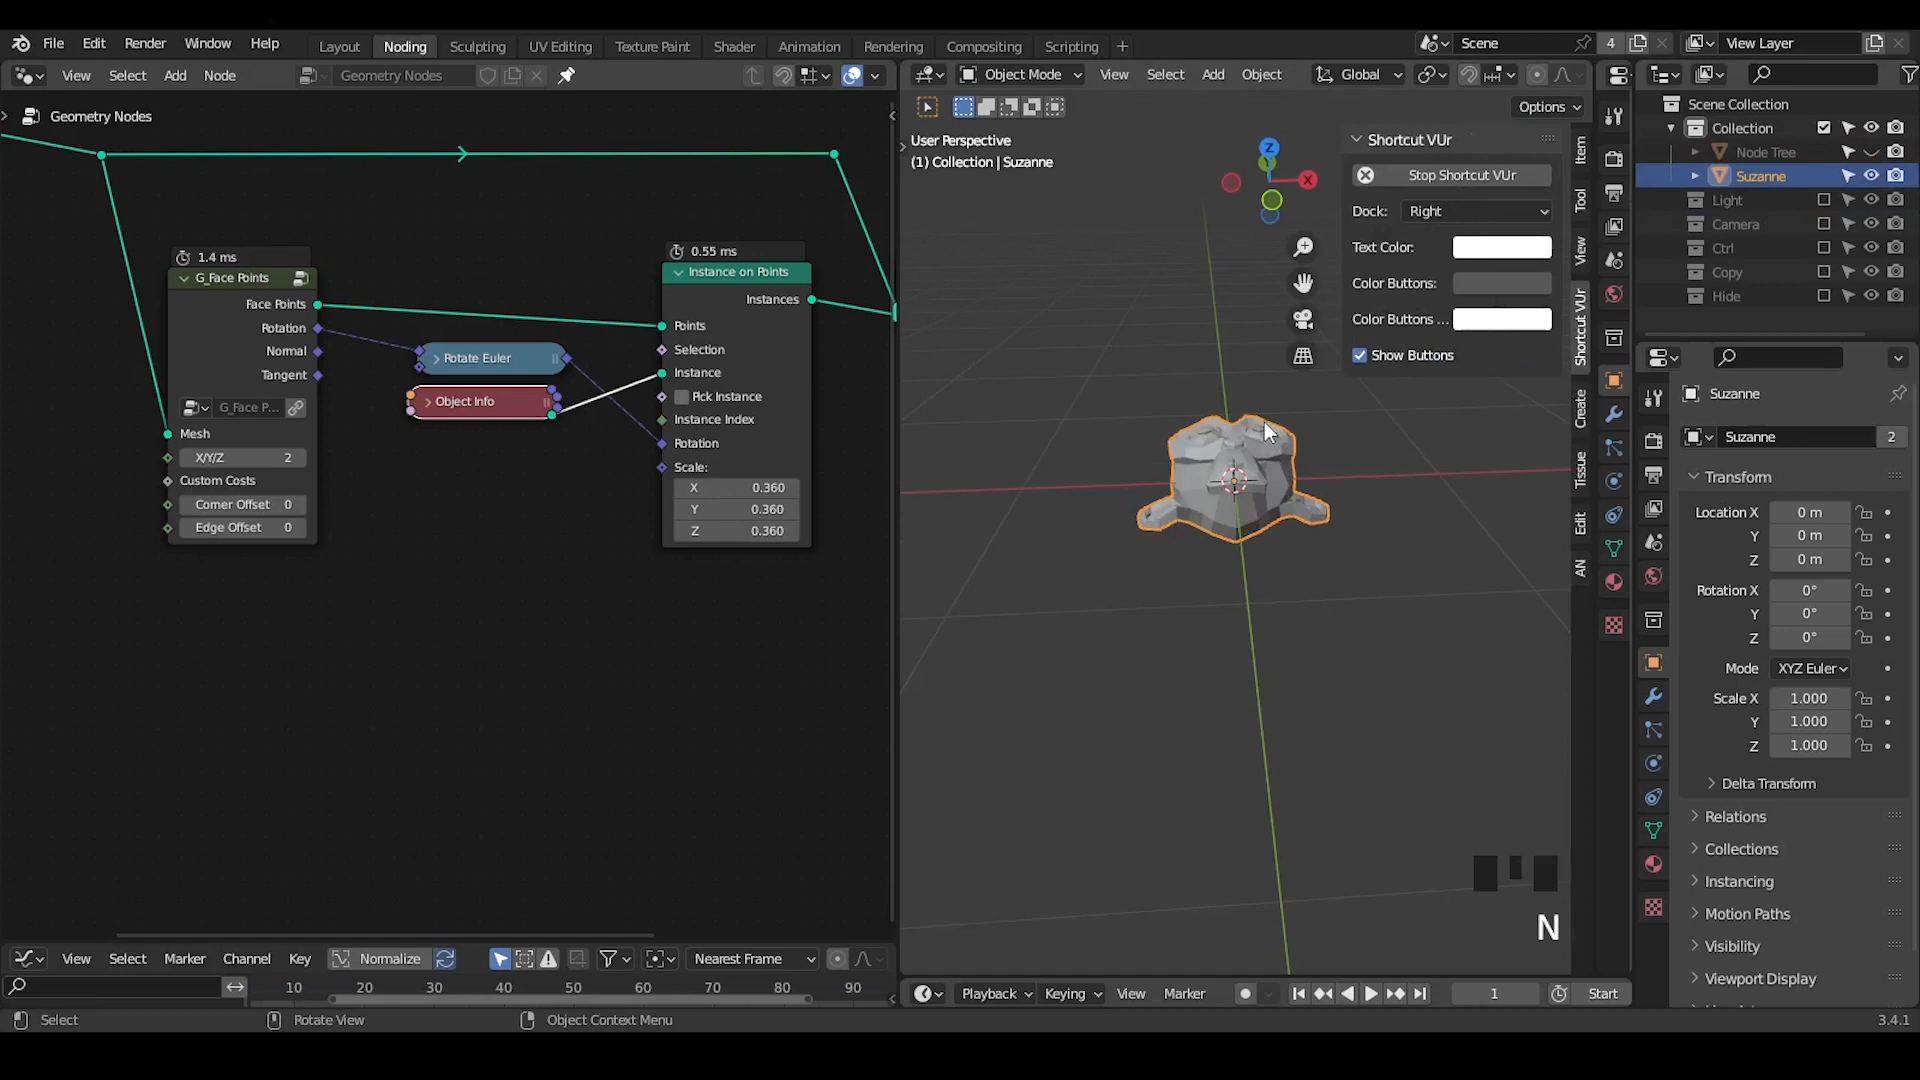 File Edit Render Window Help
Layout Noding Sculpting UV Editing Texture Paint Shader Animation Rendering Compositing Scripting
Scene 4 View Layer
View Select Add Node Geometry Nodes
Object Mode View Select Add Object Global
Options
Geometry Nodes
User Perspective
(1) Collection | Suzanne
1.4 ms
G_Face Points
Face Points
Rotation
Normal
Tangent
G_Face P...
Mesh
X/Y/Z 2
Custom Costs
Corner Offset 0
Edge Offset 0
Rotate Euler
Object Info
0.55 ms
Instance on Points
Instances
Points
Selection
Instance
Pick Instance
Instance Index
Rotation
Scale:
X 0.360
Y 0.360
Z 0.360
Z
X
Shortcut VUr
Stop Shortcut VUr
Dock: Right
Text Color:
Color Buttons:
Color Buttons ...
Show Buttons
Item
Tool
View
Shortcut VUr
Create
Tissue
Edit
AN
N
Scene Collection
Collection
Node Tree
Suzanne
Light
Camera
Ctrl
Copy
Hide
Suzanne
Suzanne 2
Transform
Location X 0 m
Y 0 m
Z 0 m
Rotation X 0°
Y 0°
Z 0°
Mode XYZ Euler
Scale X 1.000
Y 1.000
Z 1.000
Delta Transform
Relations
Collections
Instancing
Motion Paths
Visibility
Viewport Display
View Select Marker Channel Key Normalize Nearest Frame
10 20 30 40 50 60 70 80 90
Playback Keying View Marker 1 Start
Select Rotate View Object Context Menu 3.4.1